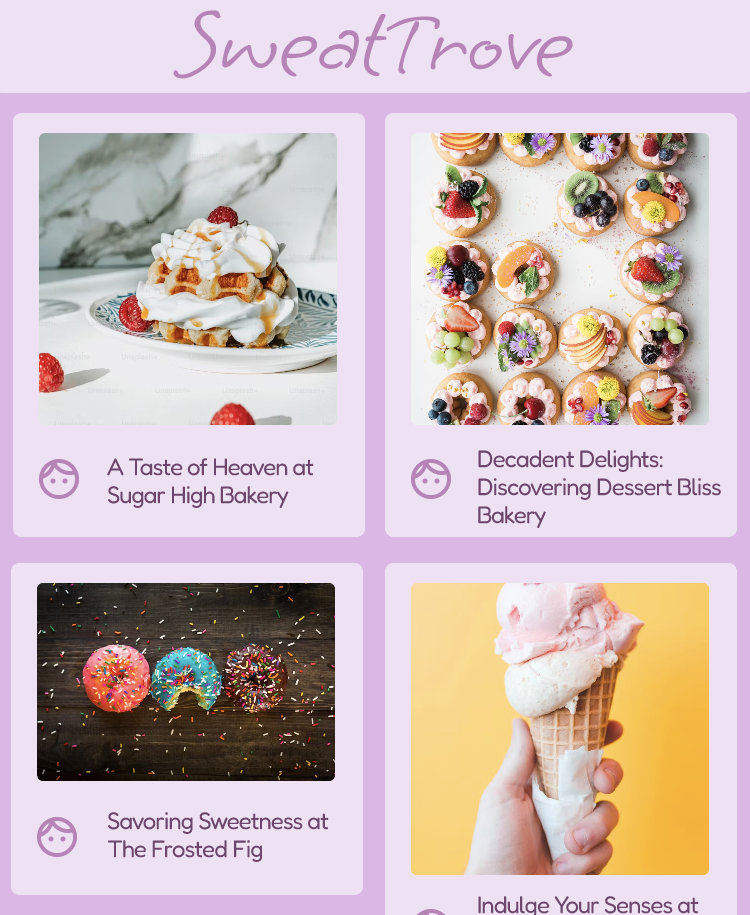 SweatTrove
A Taste of Heaven at
Sugar High Bakery
Decadent Delights:
Discovering Dessert Bliss
Bakery
Savoring Sweetness at
The Frosted Fig
Indulge Your Senses at